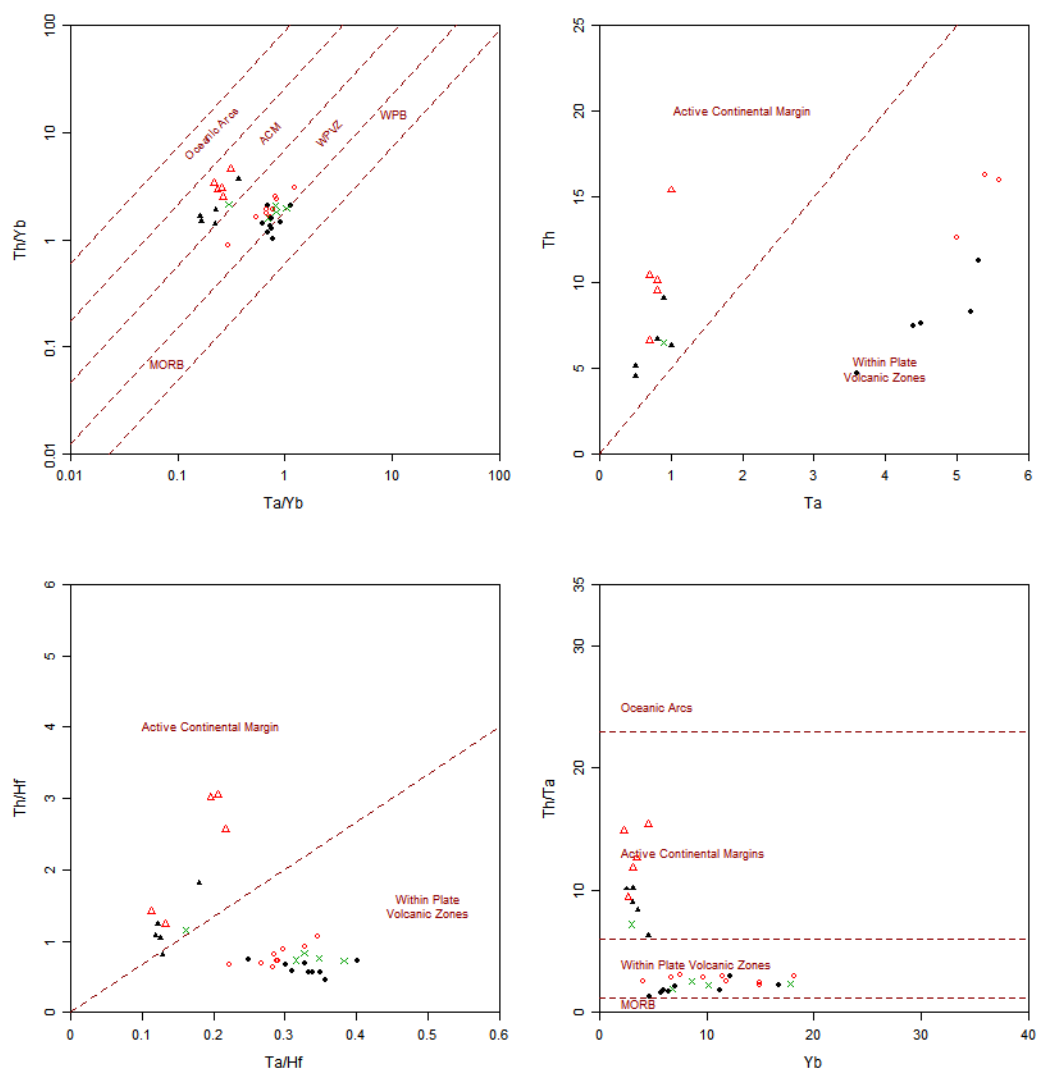 100
10
1
0.1
0.01
Th/Yb
Oceanic Arcs
ACM
WPVZ
WPB
MORB
0.01
0.1
1
10
100
Ta/Yb
25
20
15
10
5
0
Th
Active Continental Margin
Within Plate
Volcanic Zones
0
1
2
3
4
5
6
Ta
6
5
4
3
2
1
0
Th/Hf
Active Continental Margin
Within Plate
Volcanic Zones
0
0.1
0.2
0.3
0.4
0.5
0.6
Ta/Hf
35
30
20
10
0
Th/Ta
Oceanic Arcs
Active Continental Margins
Within Plate Volcanic Zones
MORB
0
10
20
30
40
Yb